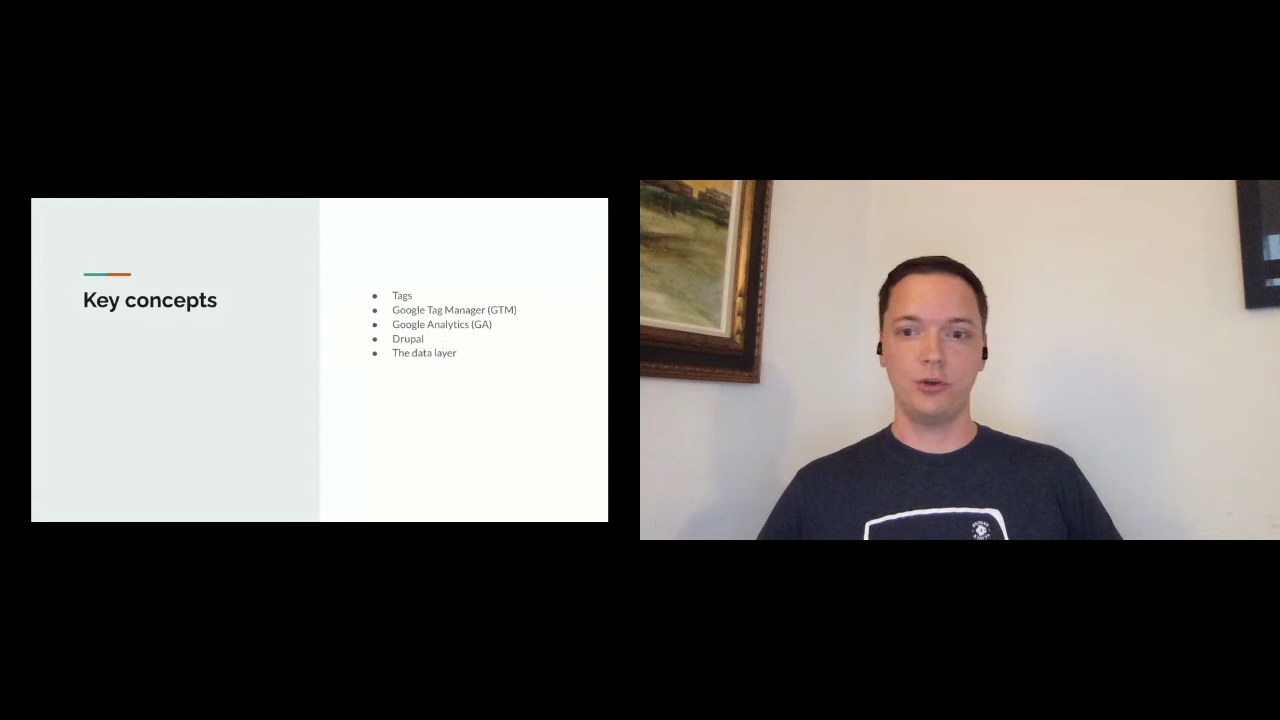 Key concepts
Tags
Google Tag Manager (GTM)
Google Analytics (GA)
Drupal
The data layer